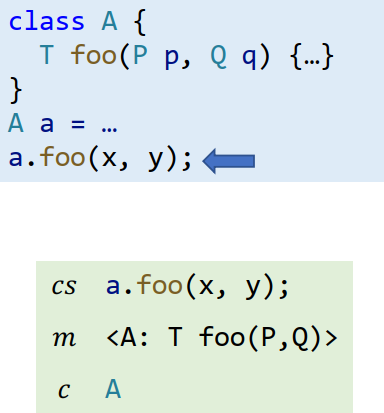 class A {
T foo(P p, Q q) {…}
}
A a = …
a.foo(x, y);
cs a.foo(x, y);
m <A: T foo(P,Q)>
c A